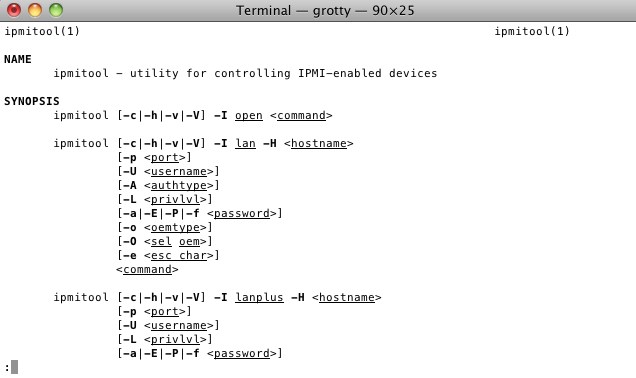 Terminal — grotty — 90×25
ipmitool(1) ipmitool(1)
NAME
ipmitool - utility for controlling IPMI-enabled devices
SYNOPSIS
ipmitool [-c|-h|-v|-V] -I open <command>
ipmitool [-c|-h|-v|-V] -I lan -H <hostname>
[-p <port>]
[-U <username>]
[-A <authtype>]
[-L <privlvl>]
[-a|-E|-P|-f <password>]
[-o <oemtype>]
[-O <sel oem>]
[-e <esc char>]
<command>
ipmitool [-c|-h|-v|-V] -I lanplus -H <hostname>
[-p <port>]
[-U <username>]
[-L <privlvl>]
[-a|-E|-P|-f <password>]
: